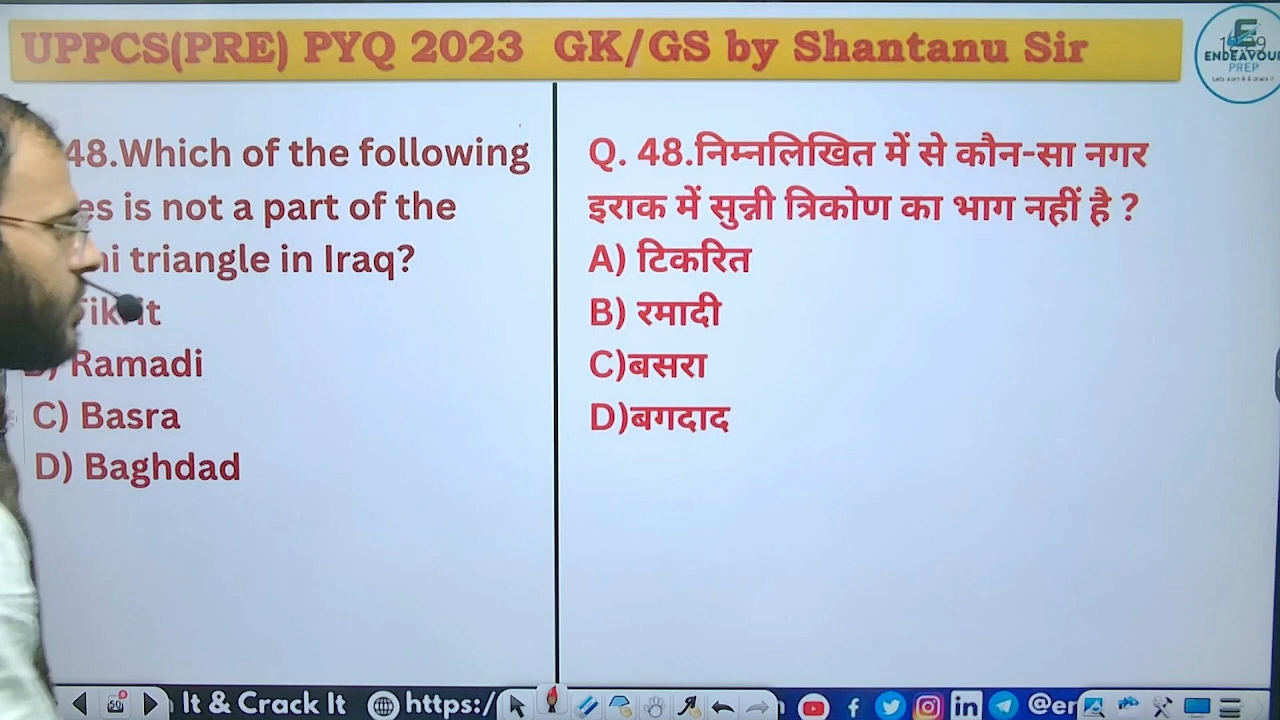 UPPCS(PRE) PYQ 2023 GK/GS by Shantanu Sir
ENDEAVOUR
PREP
48.Which of the following
is not a part of the
triangle in Iraq?
Ramadi
C) Basra
D) Baghdad
Q. 48.निम्नलिखित में से कौन-सा नगर
इराक में सुन्नी त्रिकोण का भाग नहीं है ?
A) टिकरित
B) रमादी
C)बसरा
D)बगदाद
It & Crack It
https:/